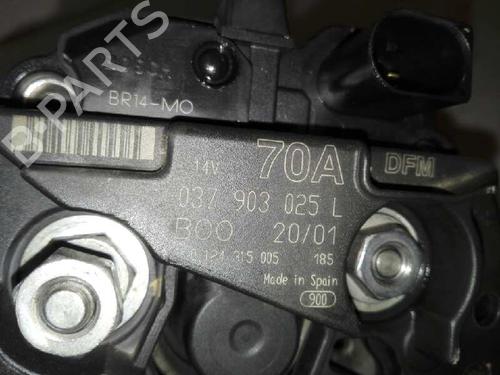 BR14-MO
14V 70A DFM
037 903 025 L
BOO 20/01
0 124 315 005 185
Made in Spain
900
B-PARTS